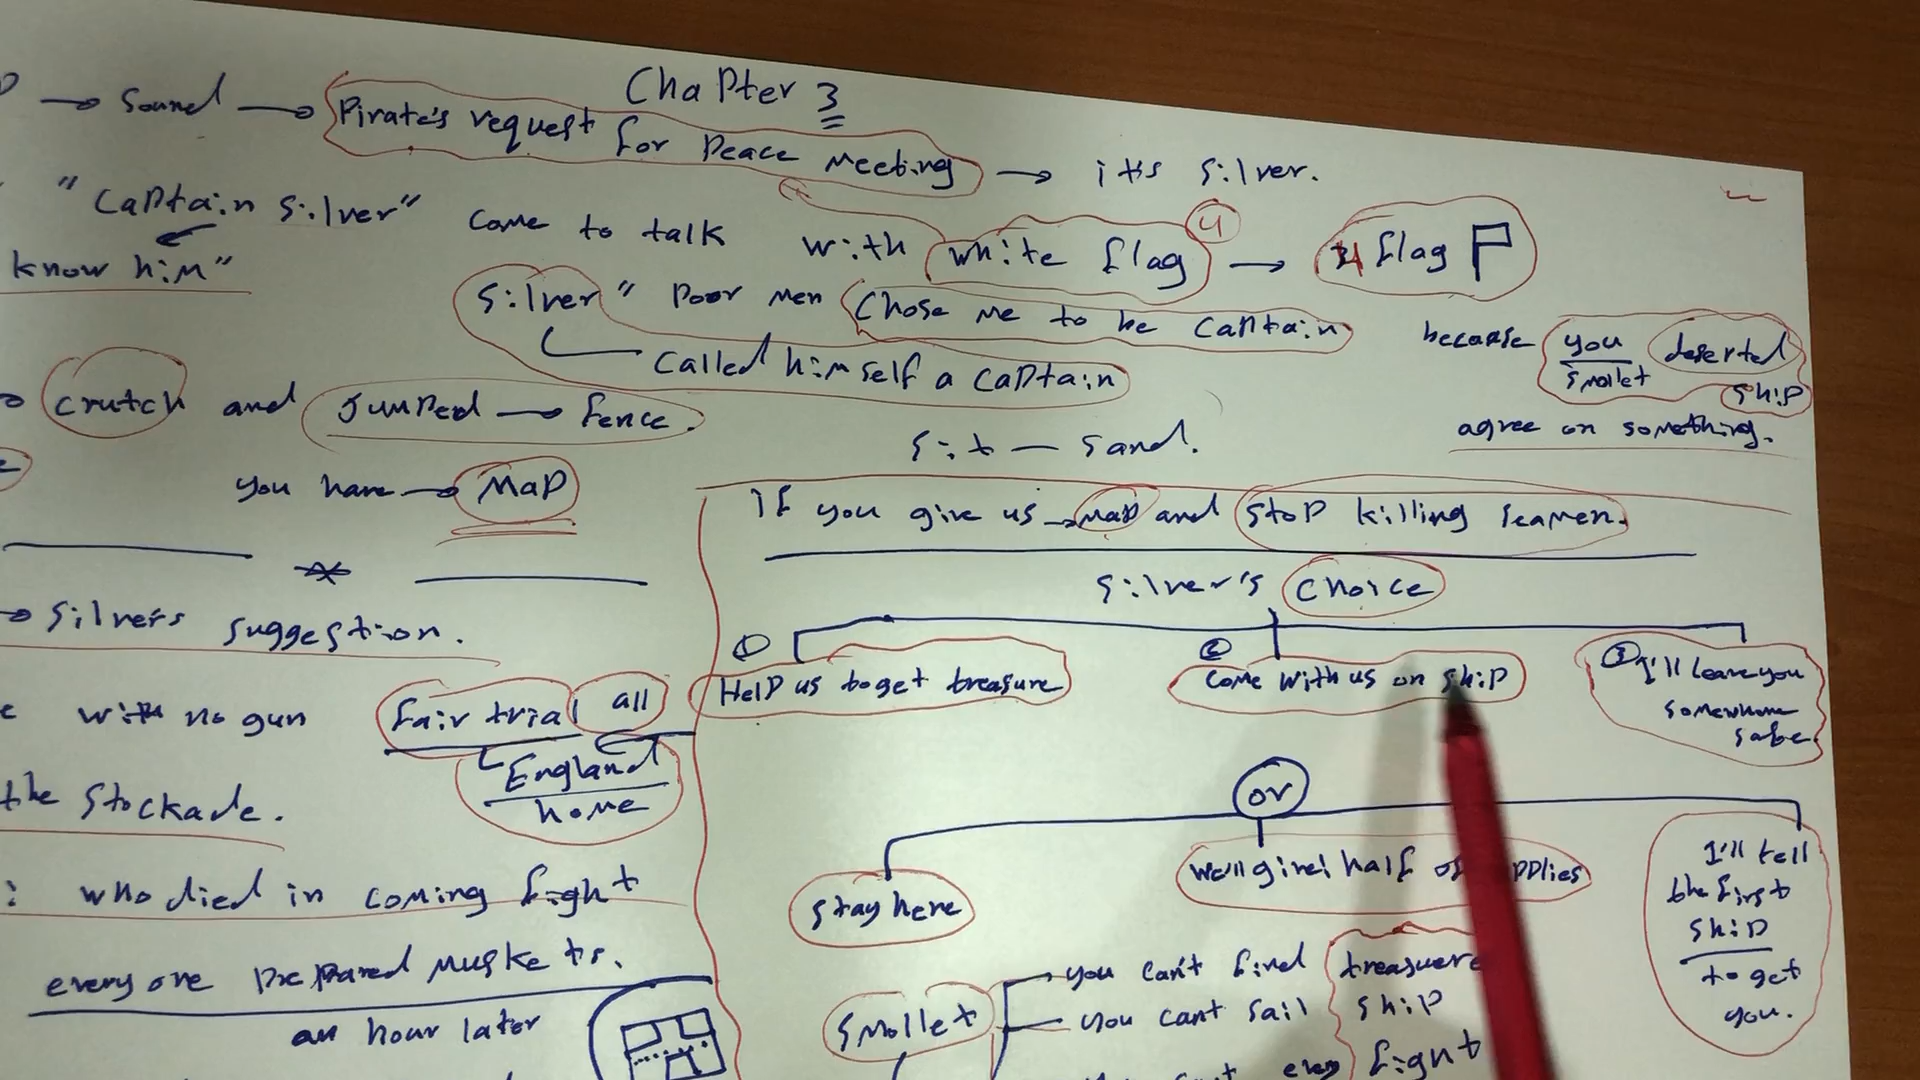 Chapter 3
Sound → Pirate's request for Peace Meeting → it's Silver.
"Captain Silver" come to talk with white flag → flag
know him"
Silver" Poor men Chose me to be captain because you deserted ship
Smollet
called himself a captain
crutch and Jumped → fence.
agree on something.
Sit — Sand.
you have → MAP
If you give us → map and stop killing seamen.
Silver's choice
→ Silver's suggestion.
① Help us to get treasure
② come with us on ship
③ I'll leave you somewhere safe.
with no gun fair trial all
England
home
or
the Stockade.
stay here
We'll give half of
I'll tell the first ship to get you.
: who died in coming fight
everyone prepared muskets.
an hour later
Smollet
you can't find treasuere
you cant sail ship
fight